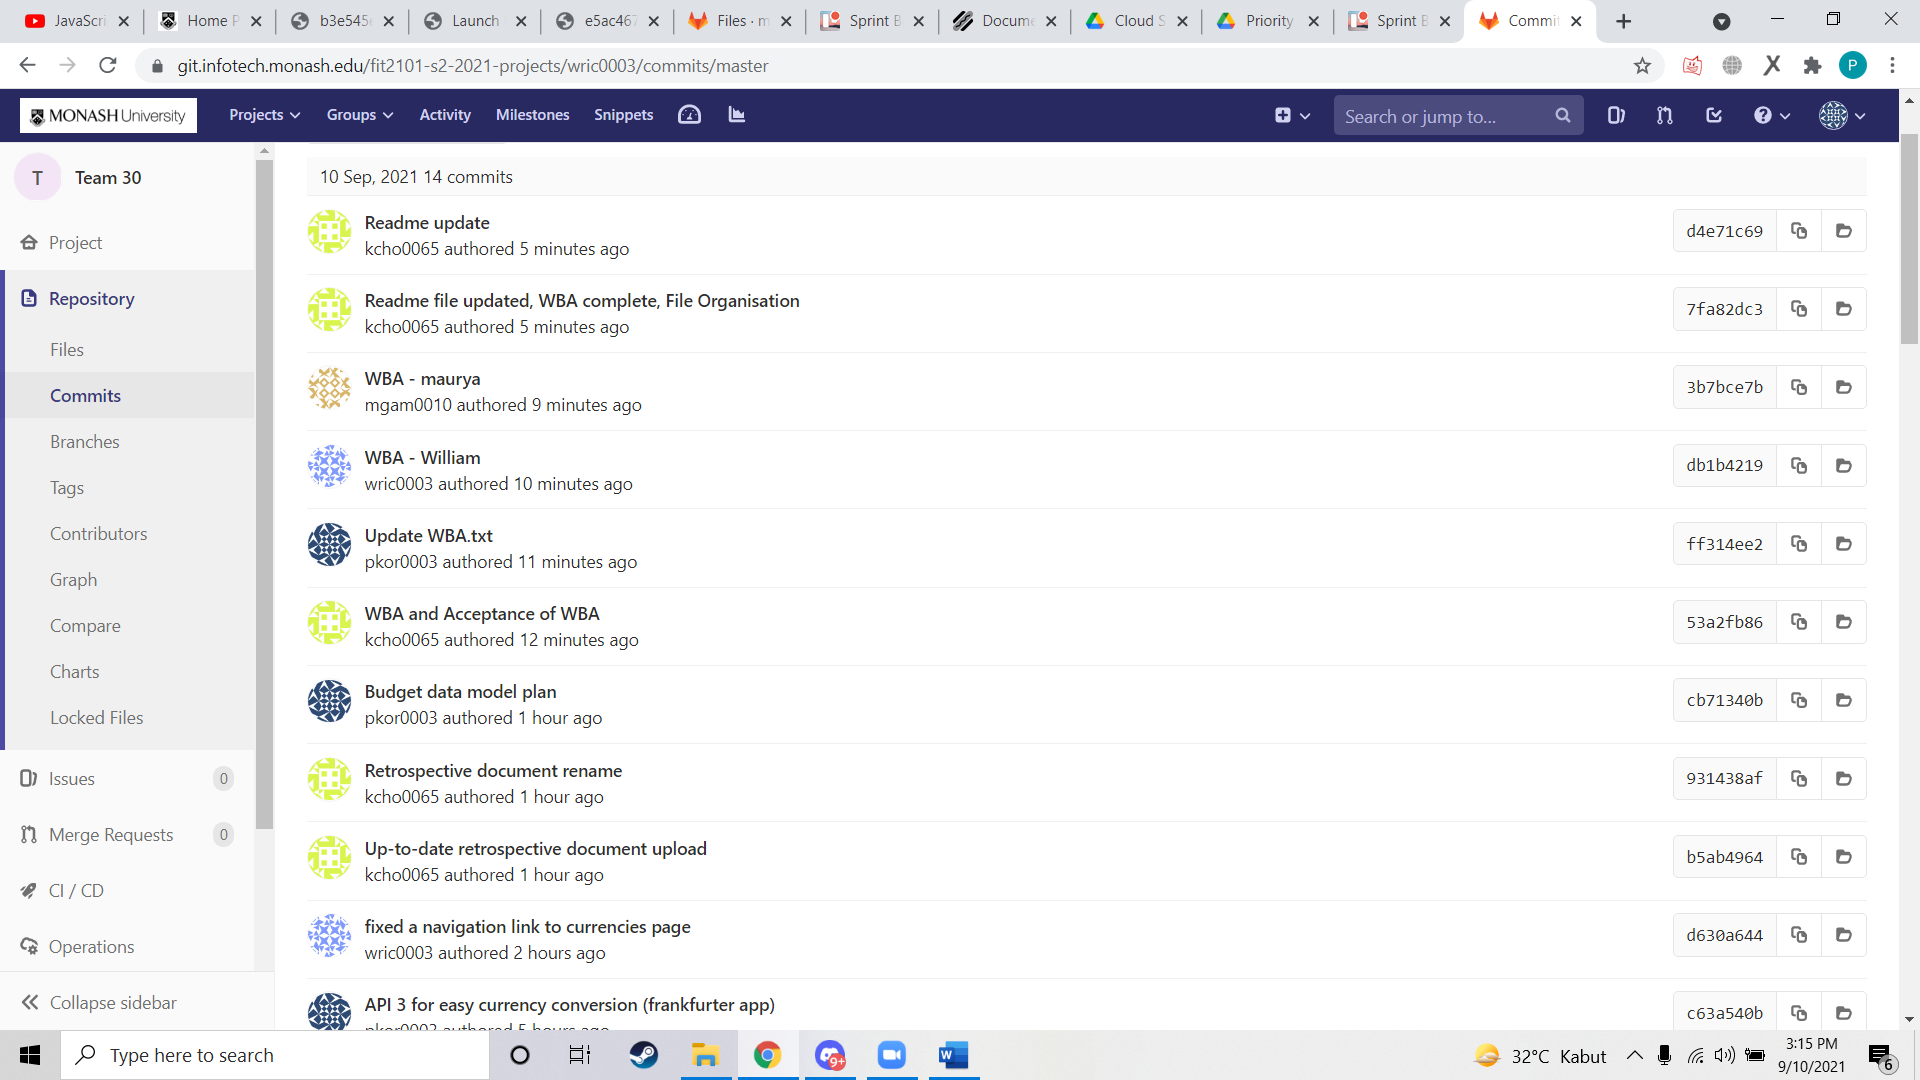 JavaScri
Home P
b3e545
Launch
e5ac467
Files · m
Sprint B
Docume
Cloud S
Priority
Sprint B
Commit
git.infotech.monash.edu/fit2101-s2-2021-projects/wric0003/commits/master
P
MONASH University
Projects
Groups
Activity
Milestones
Snippets
Search or jump to...
T
Team 30
Project
Repository
Files
Commits
Branches
Tags
Contributors
Graph
Compare
Charts
Locked Files
Issues 0
Merge Requests 0
CI / CD
Operations
Collapse sidebar
10 Sep, 2021 14 commits
Readme update
kcho0065 authored 5 minutes ago
d4e71c69
Readme file updated, WBA complete, File Organisation
kcho0065 authored 5 minutes ago
7fa82dc3
WBA - maurya
mgam0010 authored 9 minutes ago
3b7bce7b
WBA - William
wric0003 authored 10 minutes ago
db1b4219
Update WBA.txt
pkor0003 authored 11 minutes ago
ff314ee2
WBA and Acceptance of WBA
kcho0065 authored 12 minutes ago
53a2fb86
Budget data model plan
pkor0003 authored 1 hour ago
cb71340b
Retrospective document rename
kcho0065 authored 1 hour ago
931438af
Up-to-date retrospective document upload
kcho0065 authored 1 hour ago
b5ab4964
fixed a navigation link to currencies page
wric0003 authored 2 hours ago
d630a644
API 3 for easy currency conversion (frankfurter app)
pkor0003 authored 5 hours ago
c63a540b
Type here to search
9+
32°C Kabut
3:15 PM
9/10/2021
6